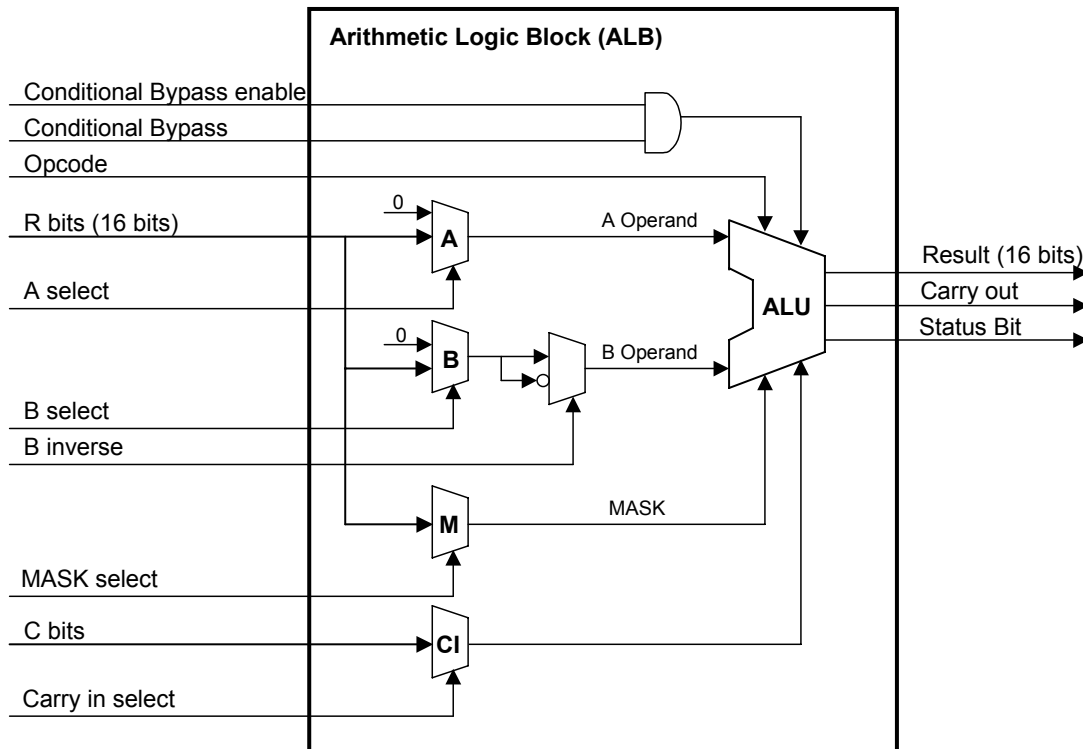 Arithmetic Logic Block (ALB)
Conditional Bypass enable
Conditional Bypass
Opcode
0
R bits (16 bits)
A
A Operand
A select
Result (16 bits)
Carry out
ALU
Status Bit
0
B
B Operand
B select
B inverse
M
MASK
MASK select
C bits
CI
Carry in select